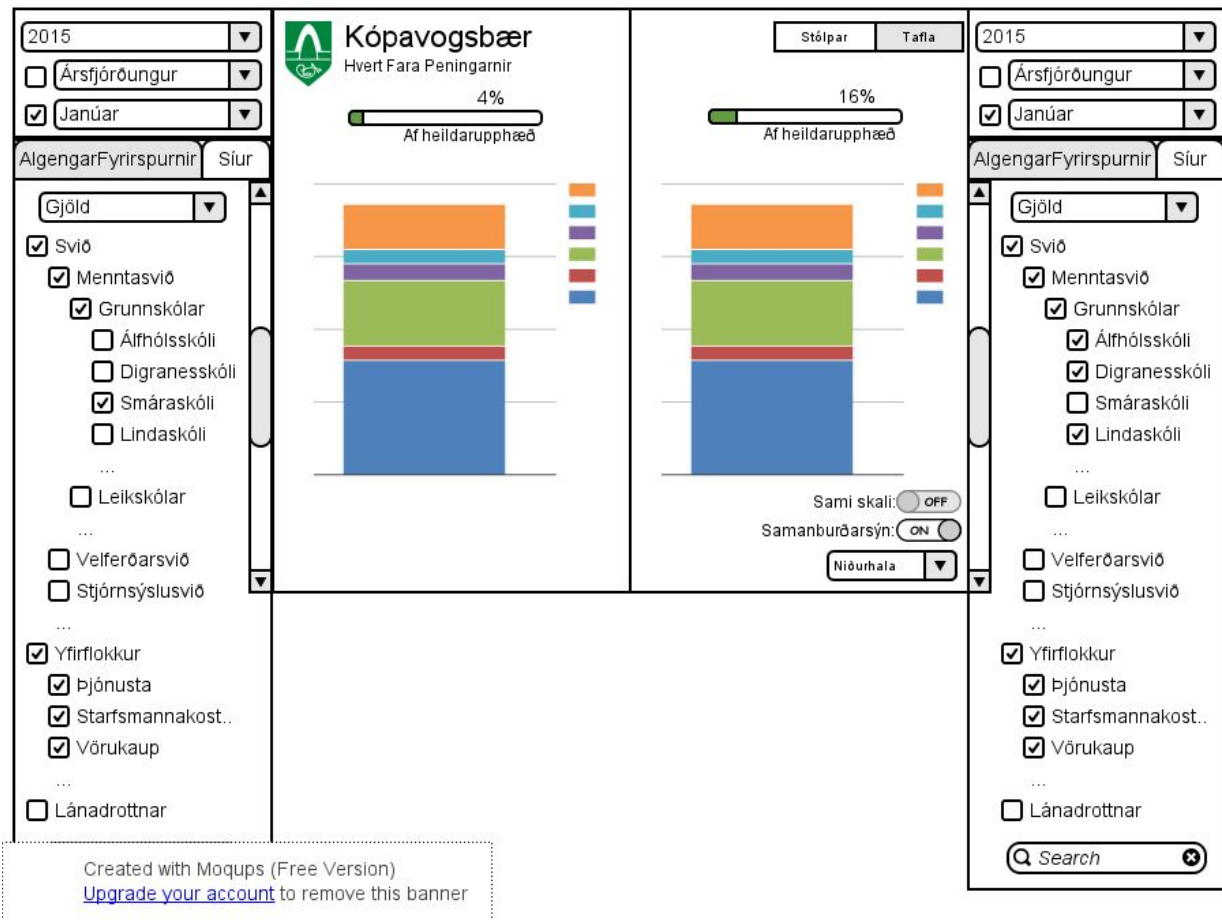 2015
Ársfjórðungur
Janúar
AlgengarFyrirspurnir
Síur
Gjöld
Svið
Menntasvið
Grunnskólar
Álfhólsskóli
Digranesskóli
Smáraskóli
Lindaskóli
...
Leikskólar
...
Velferðarsvið
Stjórnsýslusvið
...
Yfirflokkur
Þjónusta
Starfsmannakost..
Vörukaup
...
Lánadrottnar
Kópavogsbær
Hvert Fara Peningarnir
4%
Af heildarupphæð
Stólpar Tafla
16%
Af heildarupphæð
Sami skali: OFF
Samanburðarsýn: ON
Niðurhala
2015
Ársfjórðungur
Janúar
AlgengarFyrirspurnir
Síur
Gjöld
Svið
Menntasvið
Grunnskólar
Álfhólsskóli
Digranesskóli
Smáraskóli
Lindaskóli
...
Leikskólar
...
Velferðarsvið
Stjórnsýslusvið
...
Yfirflokkur
Þjónusta
Starfsmannakost..
Vörukaup
...
Lánadrottnar
Search
Created with Moqups (Free Version)
Upgrade your account to remove this banner